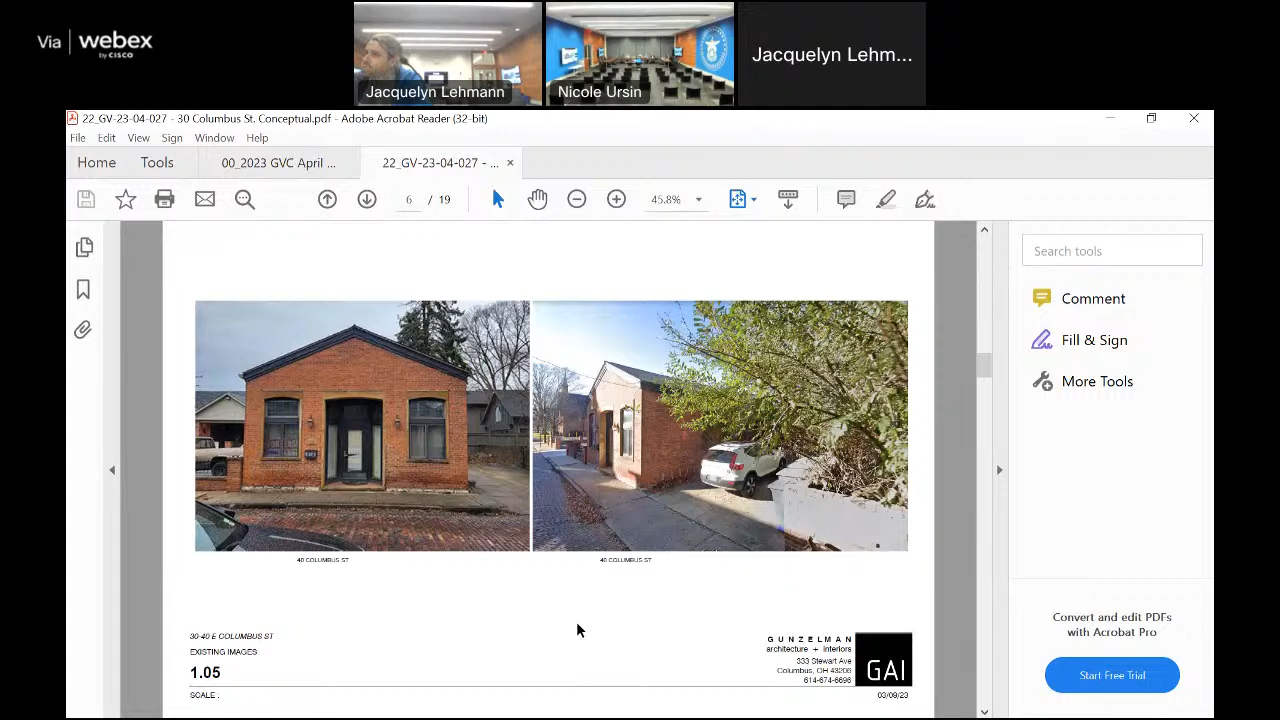 Via webex
by CISCO
Jacquelyn Lehmann
Nicole Ursin
Jacquelyn Lehm...
22_GV-23-04-027 - 30 Columbus St. Conceptual.pdf - Adobe Acrobat Reader (32-bit)
File Edit View Sign Window Help
Home Tools 00_2023 GVC April ... 22_GV-23-04-027 - ...
6 / 19 45.8%
Search tools
Comment
Fill & Sign
More Tools
40 COLUMBUS ST
40 COLUMBUS ST
30-40 E COLUMBUS ST
EXISTING IMAGES
1.05
SCALE :
GUNZELMAN
architecture + interiors
333 Stewart Ave
Columbus, OH 43206
614-674-6696
GAI
03/09/23
Convert and edit PDFs
with Acrobat Pro
Start Free Trial